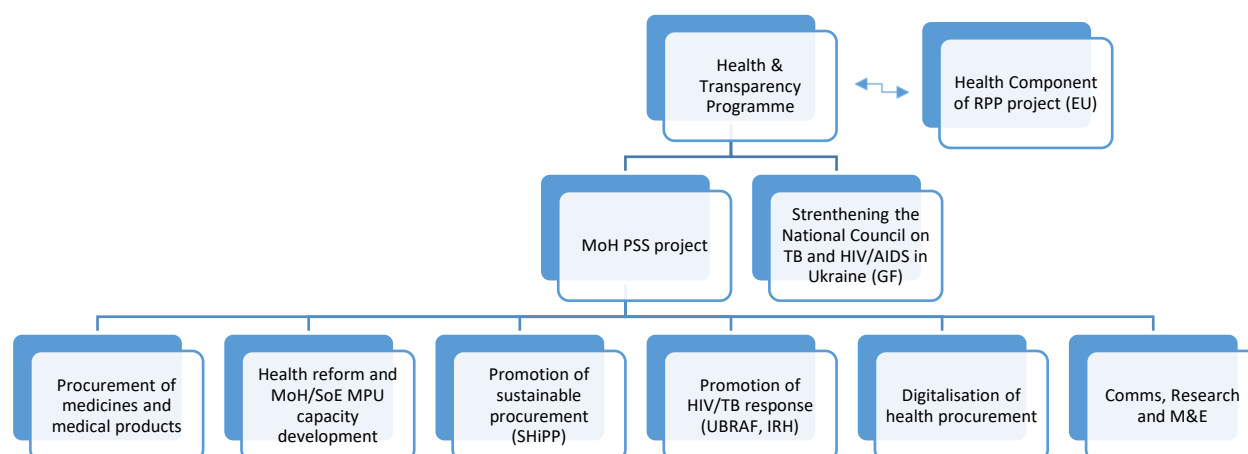 Health &
Transparency
Programme
Health Component
of RPP project (EU)
MoH PSS project
Strenthening the
National Council on
TB and HIV/AIDS in
Ukraine (GF)
Procurement of
medicines and
medical products
Health reform and
MoH/SoE MPU
capacity
development
Promotion of
sustainable
procurement
(SHiPP)
Promotion of
HIV/TB response
(UBRAF, IRH)
Digitalisation of
health procurement
Comms, Research
and M&E